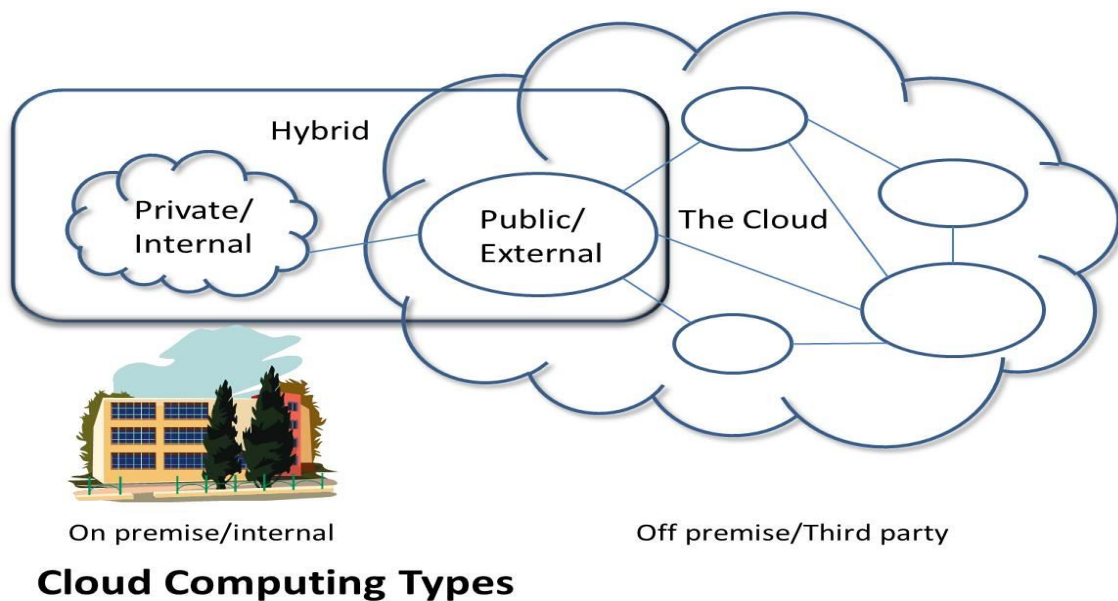 Hybrid
Private/
Internal
Public/
External
The Cloud
On premise/internal
Off premise/Third party
Cloud Computing Types